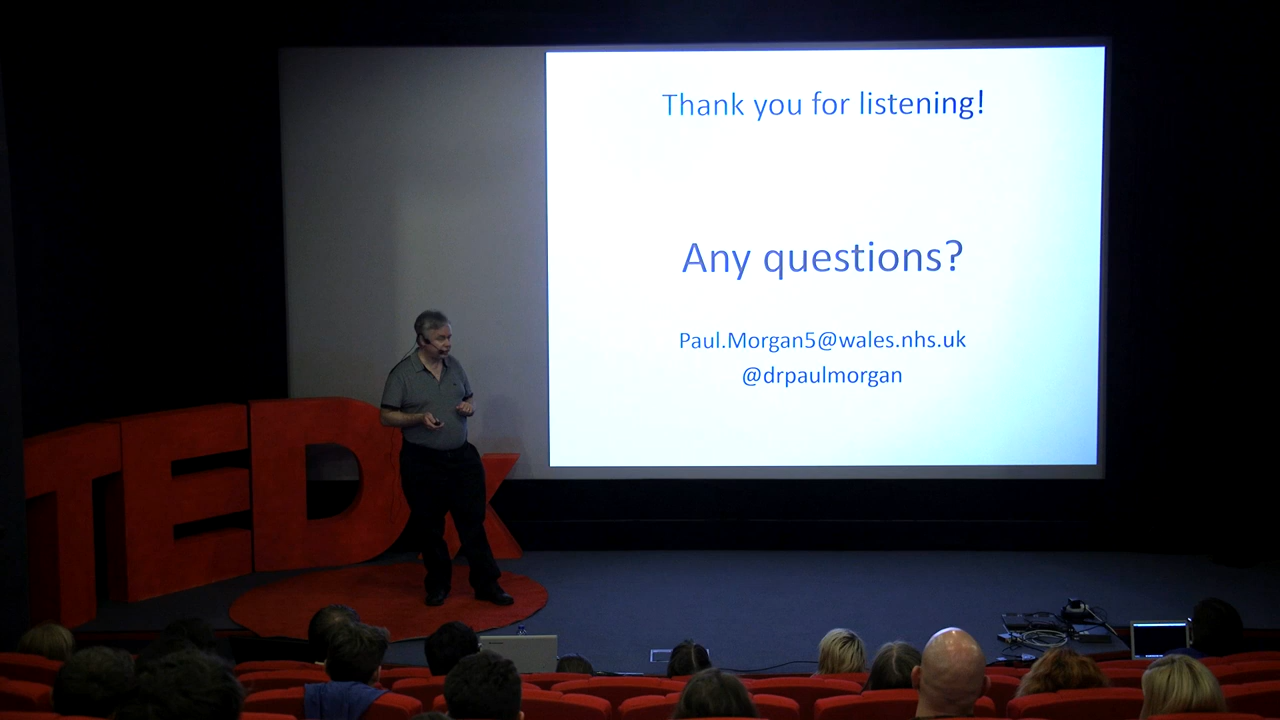 Thank you for listening!
Any questions?
Paul.Morgan5@wales.nhs.uk
@drpaulmorgan
TEDx